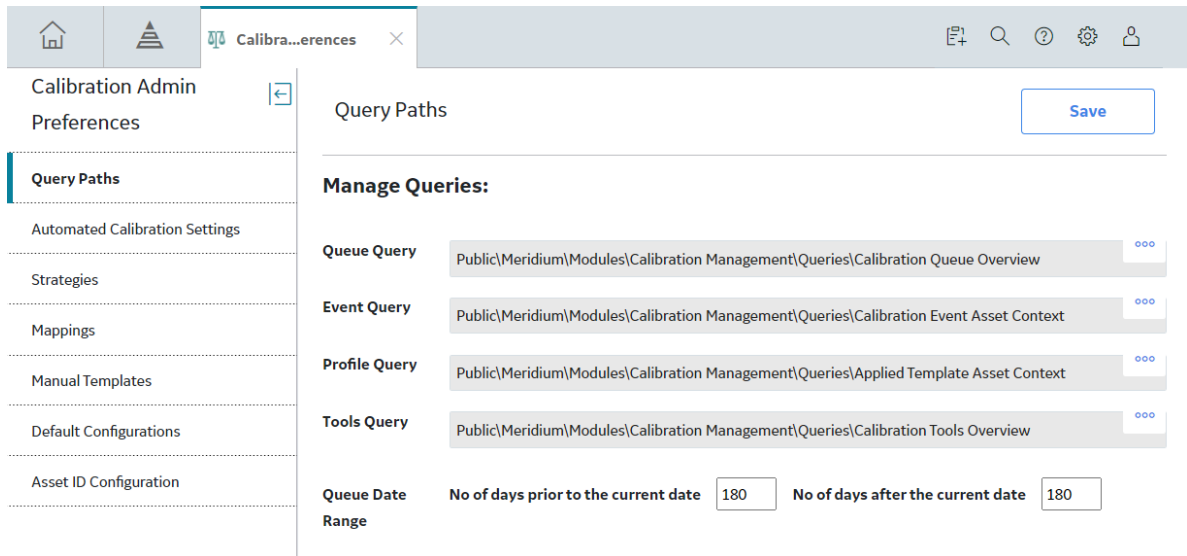 Calibra...erences
Calibration Admin
Preferences
Query Paths
Automated Calibration Settings
Strategies
Mappings
Manual Templates
Default Configurations
Asset ID Configuration
Query Paths
Save
Manage Queries:
Queue Query
Public\Meridium\Modules\Calibration Management\Queries\Calibration Queue Overview
Event Query
Public\Meridium\Modules\Calibration Management\Queries\Calibration Event Asset Context
Profile Query
Public\Meridium\Modules\Calibration Management\Queries\Applied Template Asset Context
Tools Query
Public\Meridium\Modules\Calibration Management\Queries\Calibration Tools Overview
Queue Date
Range
No of days prior to the current date 180 No of days after the current date 180